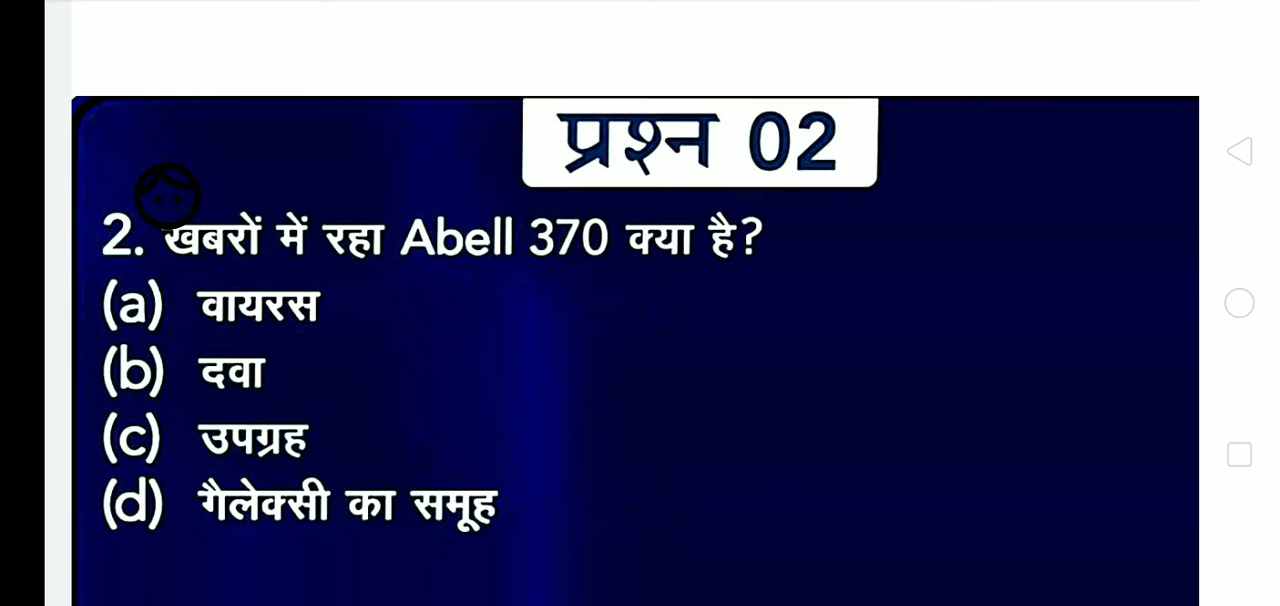 प्रश्न 02
2. खबरों में रहा Abell 370 क्या है?
(a) वायरस
(b) दवा
(c) उपग्रह
(d) गैलेक्सी का समूह